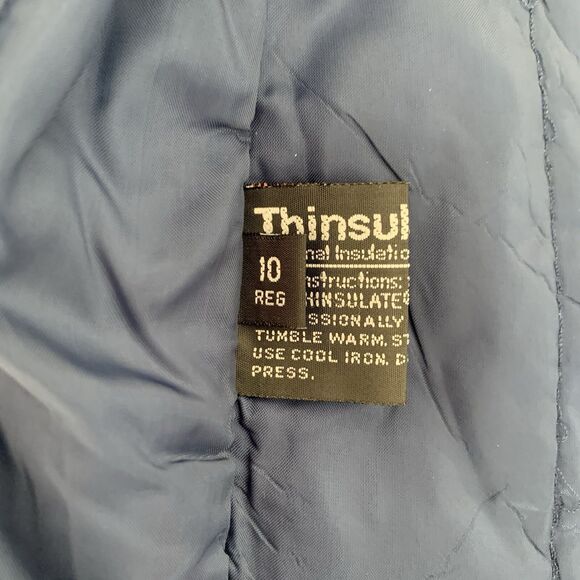 Thinsul
nal Insulatio
10
REG
nstructions:
HINSULATE®
SSIONALLY
TUMBLE WARM. ST
USE COOL IRON. D
PRESS.